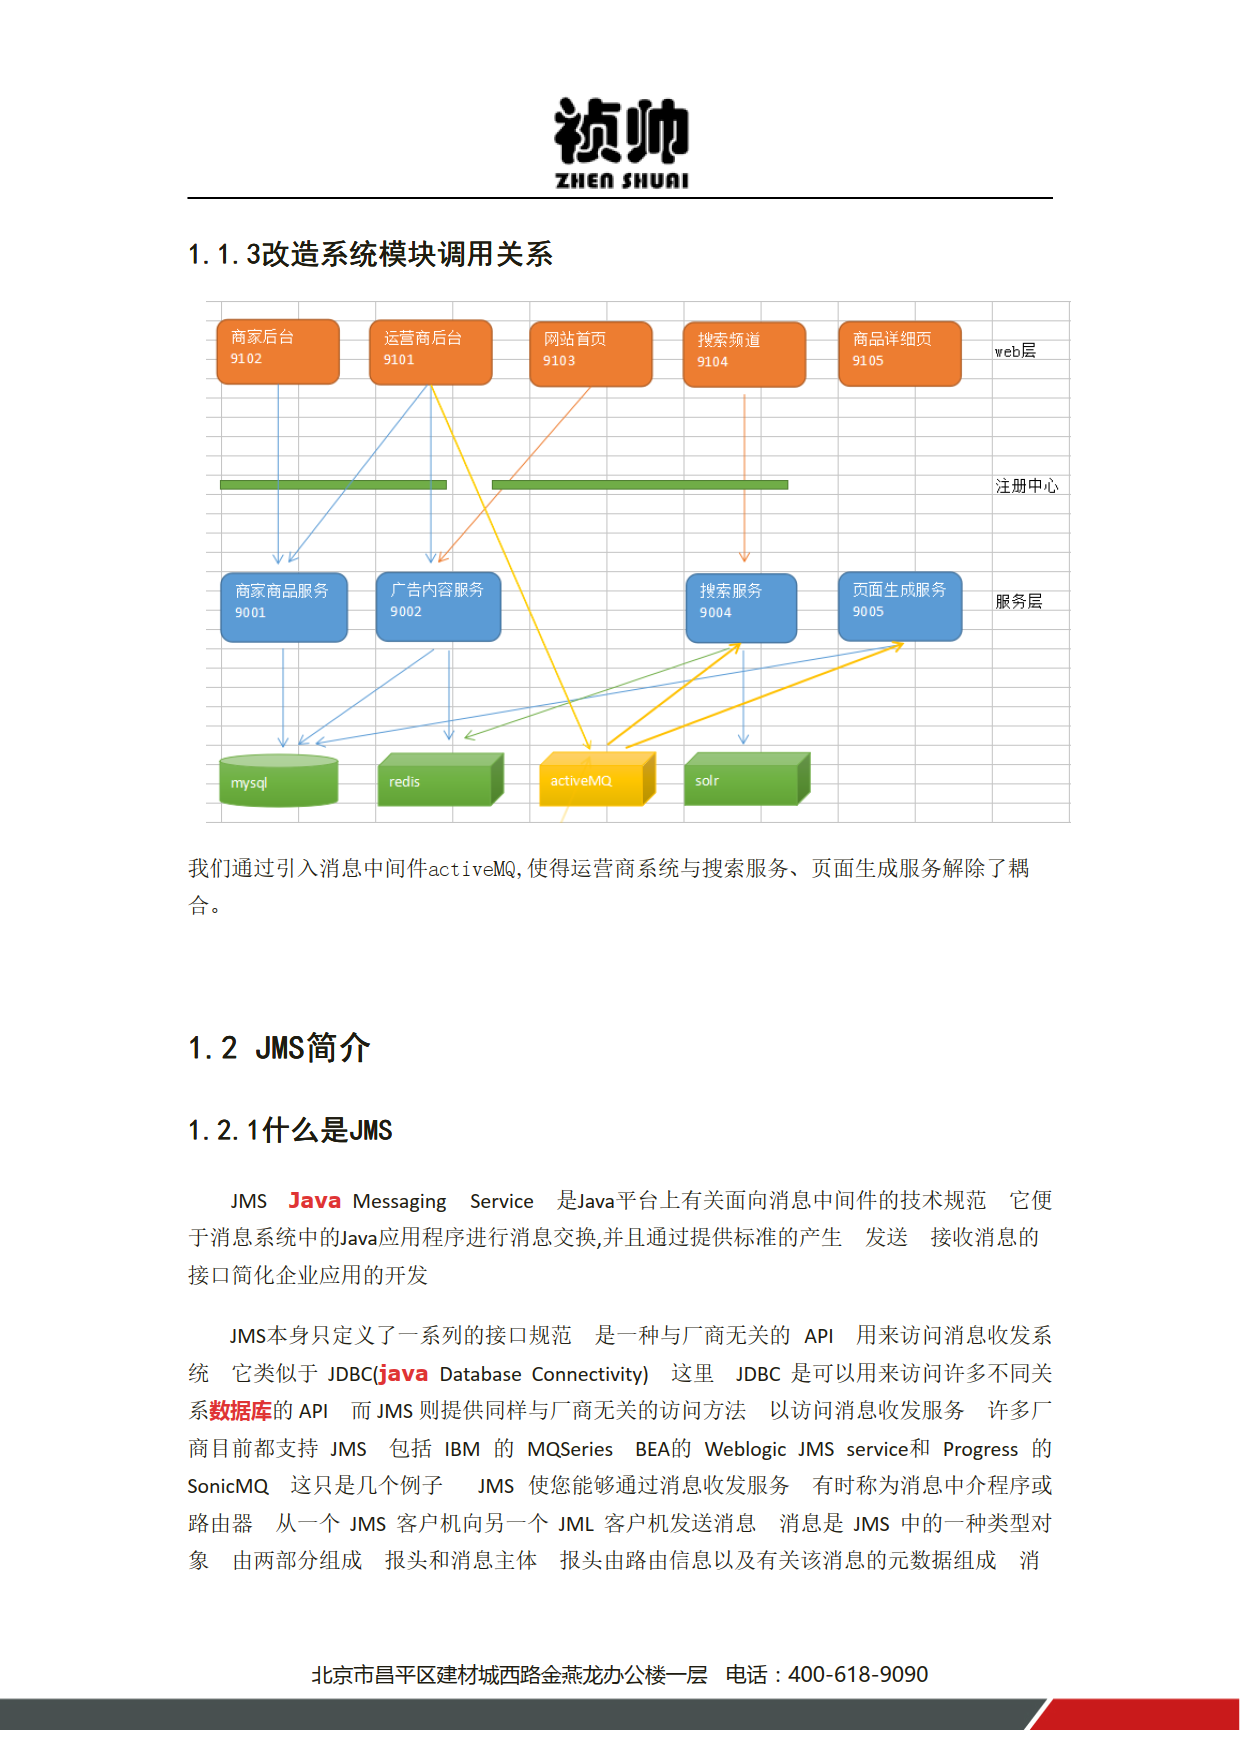 祯帅
ZHEN SHUAI
1.1.3改造系统模块调用关系
商家后台
9102
运营商后台
9101
网站首页
9103
搜索频道
9104
商品详细页
9105
web层
注册中心
商家商品服务
9001
广告内容服务
9002
搜索服务
9004
页面生成服务
9005
服务层
mysql
redis
activeMQ
solr
我们通过引入消息中间件activeMQ,使得运营商系统与搜索服务、页面生成服务解除了耦
合。
1.2 JMS简介
1.2.1什么是JMS
JMS Java Messaging Service 是Java平台上有关面向消息中间件的技术规范 它便
于消息系统中的Java应用程序进行消息交换,并且通过提供标准的产生 发送 接收消息的
接口简化企业应用的开发
JMS本身只定义了一系列的接口规范 是一种与厂商无关的 API 用来访问消息收发系
统 它类似于 JDBC(java Database Connectivity) 这里 JDBC 是可以用来访问许多不同关
系数据库的 API 而 JMS 则提供同样与厂商无关的访问方法 以访问消息收发服务 许多厂
商目前都支持 JMS 包括 IBM 的 MQSeries BEA的 Weblogic JMS service和 Progress 的
SonicMQ 这只是几个例子 JMS 使您能够通过消息收发服务 有时称为消息中介程序或
路由器 从一个 JMS 客户机向另一个 JML 客户机发送消息 消息是 JMS 中的一种类型对
象 由两部分组成 报头和消息主体 报头由路由信息以及有关该消息的元数据组成 消
北京市昌平区建材城西路金燕龙办公楼一层 电话：400-618-9090